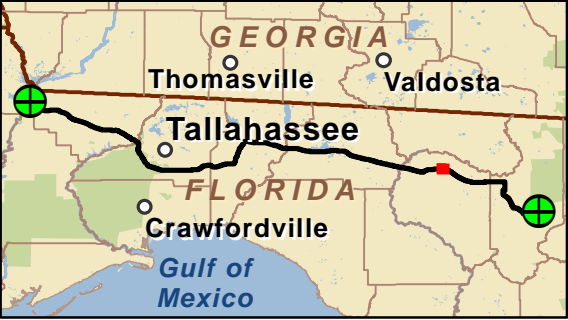 GEORGIA
Thomasville
Valdosta
Tallahassee
FLORIDA
Crawfordville
Gulf of
Mexico